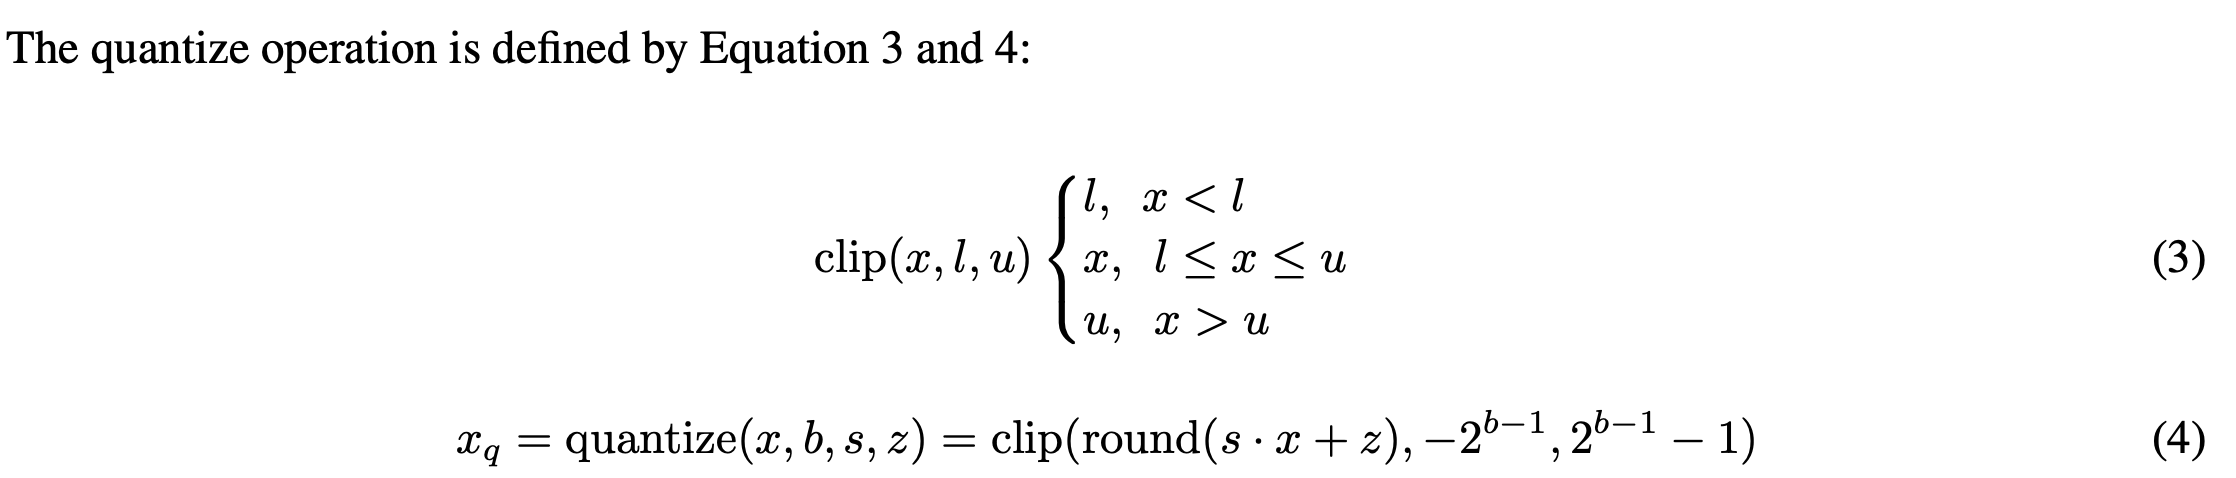 The quantize operation is defined by Equation 3 and 4:
clip(x, l, u) { l, x < l
x, l ≤ x ≤ u (3)
u, x > u
x_q = quantize(x, b, s, z) = clip(round(s · x + z), −2^{b−1}, 2^{b−1} − 1) (4)